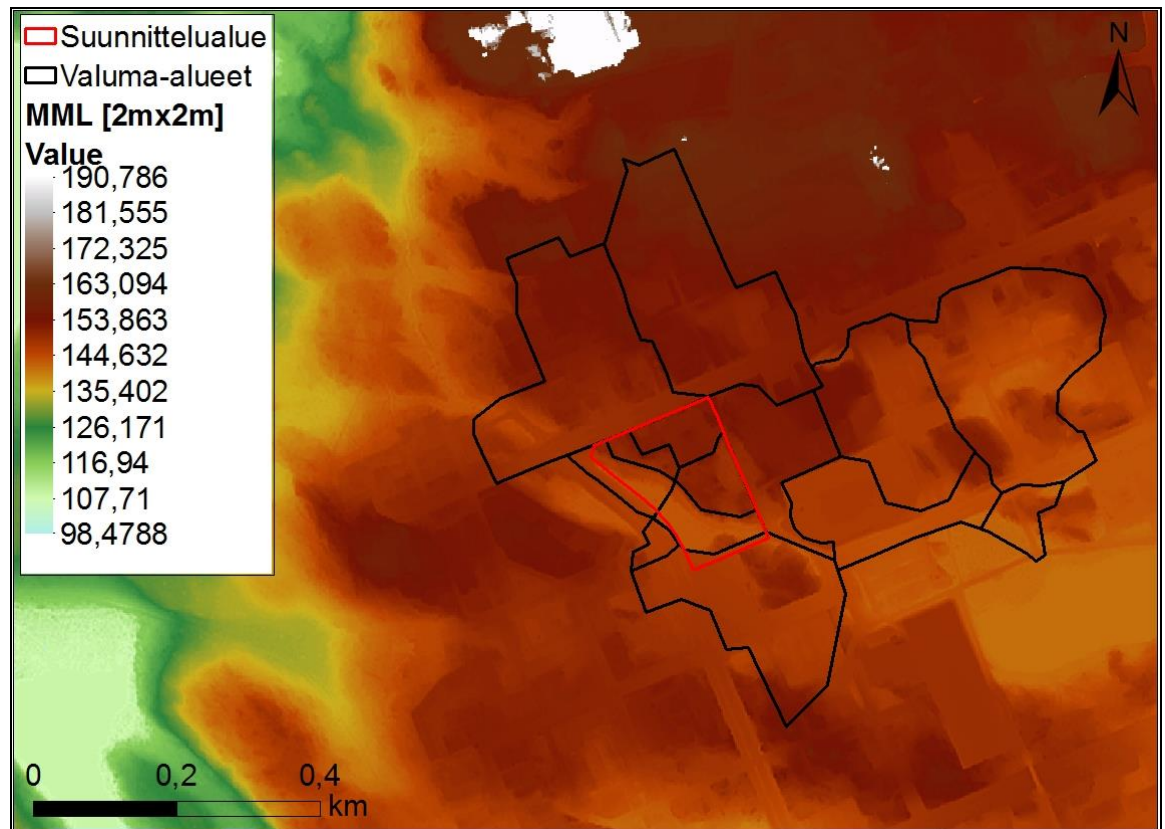 Suunnittelualue
Valuma-alueet
MML [2mx2m]
Value
190,786
181,555
172,325
163,094
153,863
144,632
135,402
126,171
116,94
107,71
98,4788
N
0 0,2 0,4
km